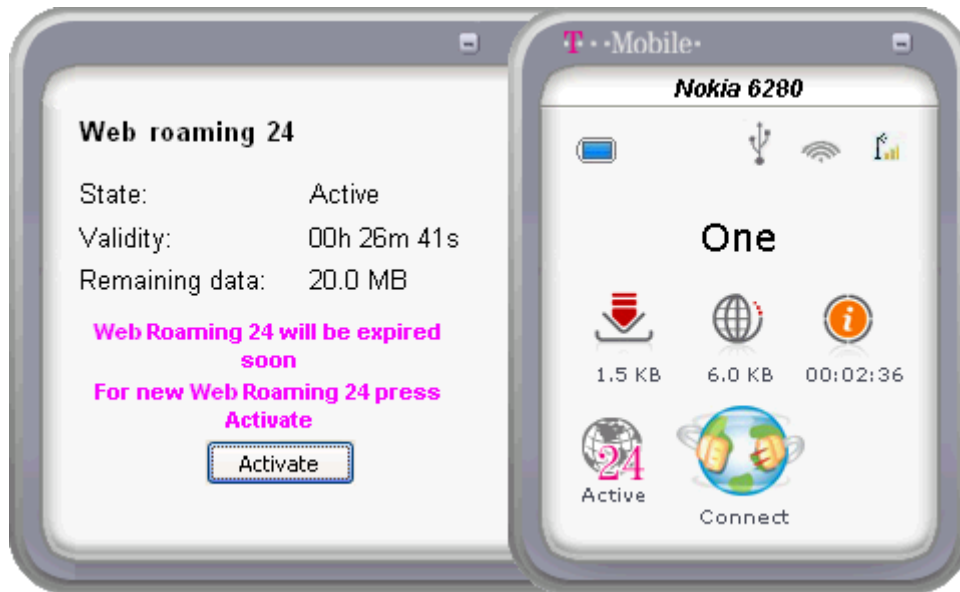 Web roaming 24
State: Active
Validity: 00h 26m 41s
Remaining data: 20.0 MB
Web Roaming 24 will be expired
soon
For new Web Roaming 24 press
Activate
Activate
T··Mobile·
Nokia 6280
One
1.5 KB 6.0 KB 00:02:36
24
Active
Connect